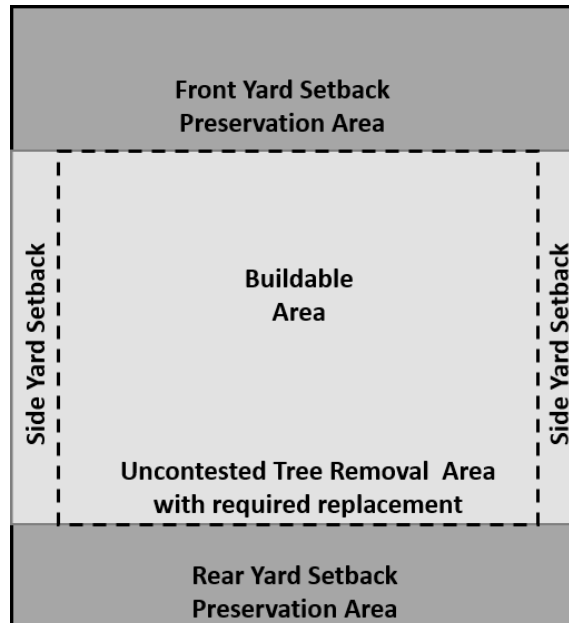 Front Yard Setback
Preservation Area
Side Yard Setback
Buildable
Area
Side Yard Setback
Uncontested Tree Removal Area
with required replacement
Rear Yard Setback
Preservation Area